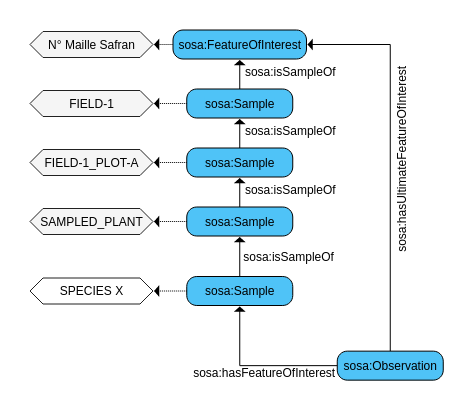 N° Maille Safran
sosa:FeatureOfInterest
sosa:isSampleOf
FIELD-1
sosa:Sample
sosa:isSampleOf
FIELD-1_PLOT-A
sosa:Sample
sosa:isSampleOf
SAMPLED_PLANT
sosa:Sample
sosa:isSampleOf
SPECIES X
sosa:Sample
sosa:hasUltimateFeatureOfInterest
sosa:hasFeatureOfInterest
sosa:Observation